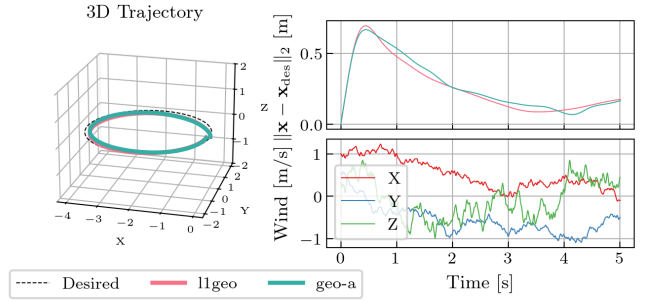 3D Trajectory
2
1
0
−1
−2
Z
2
1
0
−1
−2
Y
−4
−3
−2
−1
0
X
‖x − x_des‖₂ [m]
0.5
0.0
Wind [m/s]
1
0
−1
X
Y
Z
0 1 2 3 4 5
Time [s]
Desired l1geo geo-a